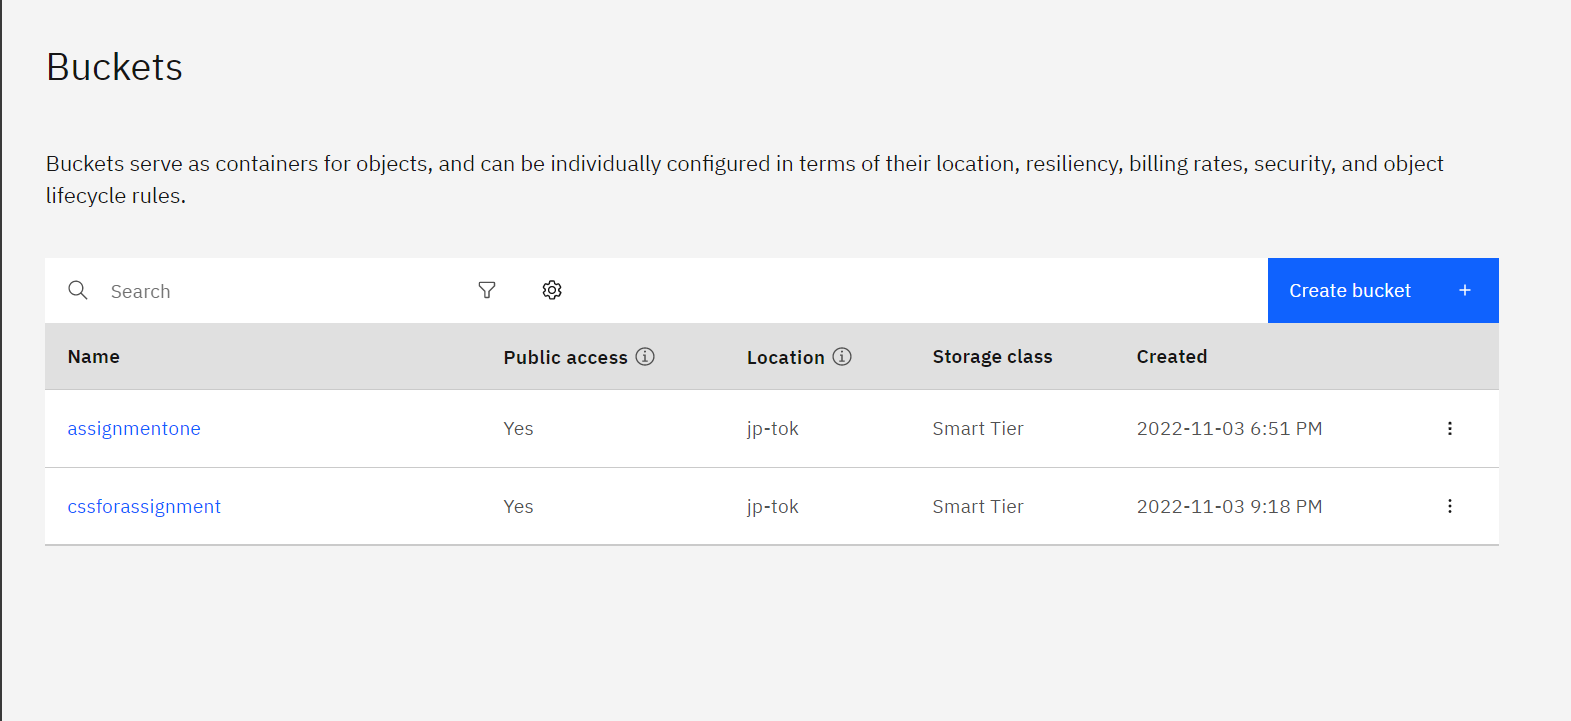 Buckets
Buckets serve as containers for objects, and can be individually configured in terms of their location, resiliency, billing rates, security, and object
lifecycle rules.
Search
Create bucket +
Name Public access Location Storage class Created
assignmentone Yes jp-tok Smart Tier 2022-11-03 6:51 PM
cssforassignment Yes jp-tok Smart Tier 2022-11-03 9:18 PM